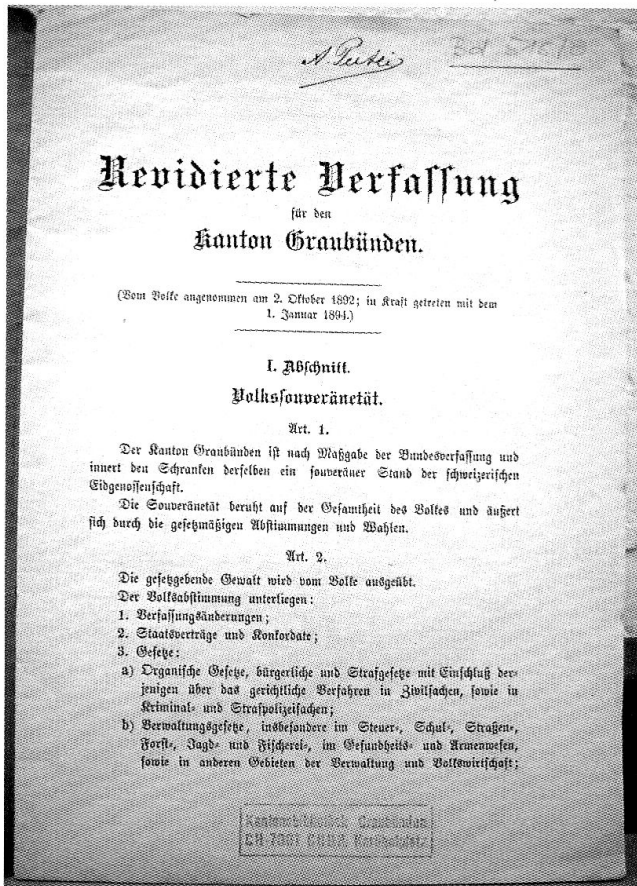 Revidierte Verfassung
für den
Kanton Graubünden.
(Vom Volke angenommen am 2. Oktober 1892; in Kraft getreten mit dem
1. Januar 1894.)
I. Abschnitt.
Volkssouveränetät.
Art. 1.
Der Kanton Graubünden ist nach Maßgabe der Bundesverfassung und
innert den Schranken derselben ein souveräner Stand der schweizerischen
Eidgenossenschaft.
Die Souveränetät beruht auf der Gesamtheit des Volkes und äußert
sich durch die gesetzmäßigen Abstimmungen und Wahlen.
Art. 2.
Die gesetzgebende Gewalt wird vom Volke ausgeübt.
Der Volksabstimmung unterliegen:
1. Verfassungsänderungen;
2. Staatsverträge und Konkordate;
3. Gesetze:
a) Organische Gesetze, bürgerliche und Strafgesetze mit Einschluß der-
jenigen über das gerichtliche Verfahren in Zivilsachen, sowie in
Kriminal- und Strafpolizeisachen;
b) Verwaltungsgesetze, insbesondere im Steuer-, Schul-, Straßen-,
Forst-, Jagd- und Fischerei-, im Gesundheits- und Armenwesen,
sowie in anderen Gebieten der Verwaltung und Volkswirtschaft;
Kantonsbibliothek Graubünden
CH-7001 CHUR